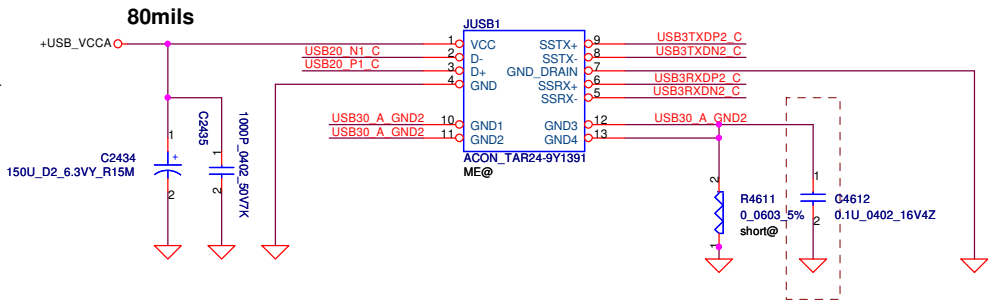 80mils
JUSB1
+USB_VCCA
1 VCC SSTX+ 9 USB3TXDP2_C
USB20_N1_C 2 D- SSTX- 8 USB3TXDN2_C
USB20_P1_C 3 D+ GND_DRAIN 7
4 GND SSRX+ 6 USB3RXDP2_C
SSRX- 5 USB3RXDN2_C
USB30_A_GND2 10 GND1 GND3 12 USB30_A_GND2
USB30_A_GND2 11 GND2 GND4 13
ACON_TAR24-9Y1391
ME@
C2434
150U_D2_6.3VY_R15M
1
+
2
C2435
1000P_0402_50V7K
1
2
2
R4611
0_0603_5%
short@
1
1
C4612
0.1U_0402_16V4Z
2